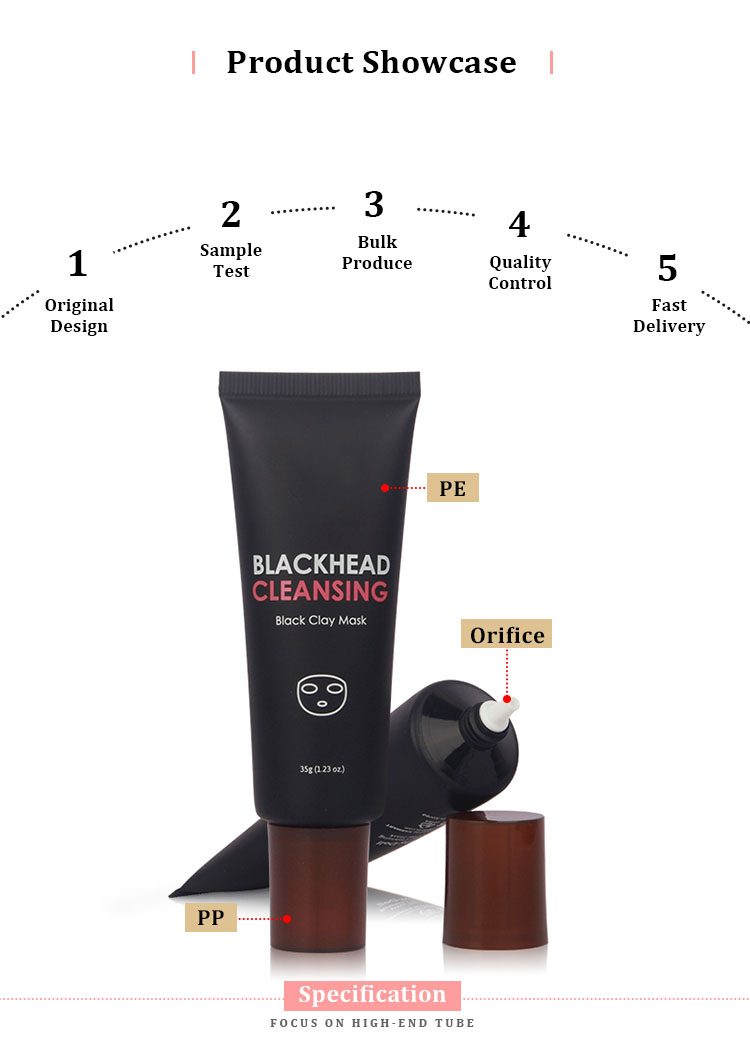 Product Showcase
1
Original
Design
2
Sample
Test
3
Bulk
Produce
4
Quality
Control
5
Fast
Delivery
PE
BLACKHEAD
CLEANSING
Black Clay Mask
Orifice
35g (1.23 oz.)
PP
Specification
FOCUS ON HIGH-END TUBE